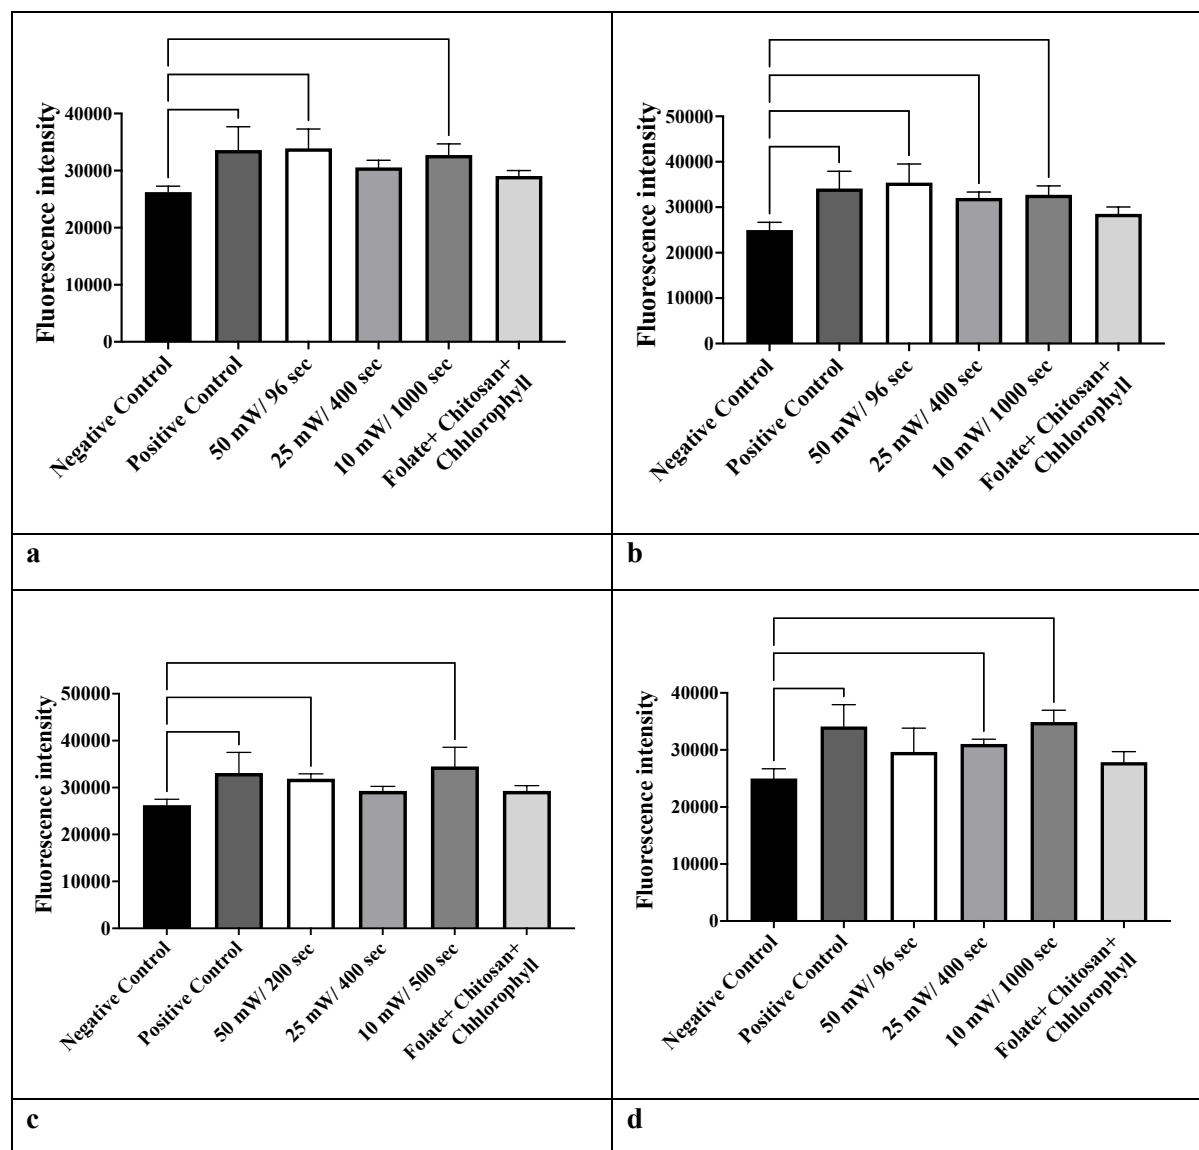 Fluorescence intensity
40000
30000
20000
10000
0
Negative Control
Positive Control
50 mW/ 96 sec
25 mW/ 400 sec
10 mW/ 1000 sec
Folate+ Chitosan+
Chhlorophyll
a
Fluorescence intensity
50000
40000
30000
20000
10000
0
Negative Control
Positive Control
50 mW/ 96 sec
25 mW/ 400 sec
10 mW/ 1000 sec
Folate+ Chitosan+
Chhlorophyll
b
Fluorescence intensity
50000
40000
30000
20000
10000
0
Negative Control
Positive Control
50 mW/ 200 sec
25 mW/ 400 sec
10 mW/ 500 sec
Folate+ Chitosan+
Chhlorophyll
c
Fluorescence intensity
40000
30000
20000
10000
0
Negative Control
Positive Control
50 mW/ 96 sec
25 mW/ 400 sec
10 mW/ 1000 sec
Folate+ Chitosan+
Chhlorophyll
d